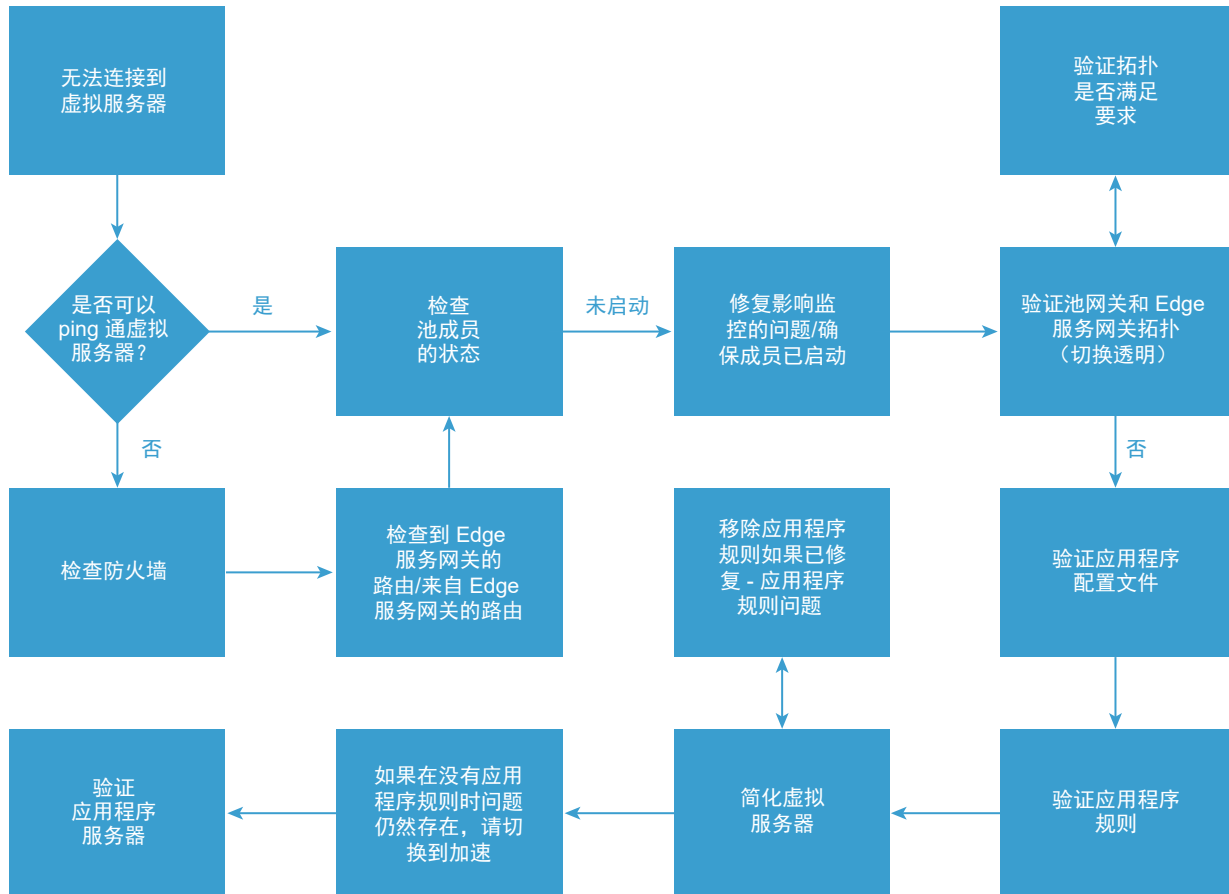 无法连接到
虚拟服务器
验证拓扑
是否满足
要求
是否可以
ping 通虚拟
服务器？
是
检查
池成员
的状态
未启动
修复影响监
控的问题/确
保成员已启动
验证池网关和 Edge
服务网关拓扑
（切换透明）
否
否
检查防火墙
检查到 Edge
服务网关的
路由/来自 Edge
服务网关的路由
移除应用程序
规则如果已修
复 - 应用程序
规则问题
验证应用程序
配置文件
验证
应用程序
服务器
如果在没有应用
程序规则时问题
仍然存在，请切
换到加速
简化虚拟
服务器
验证应用程序
规则